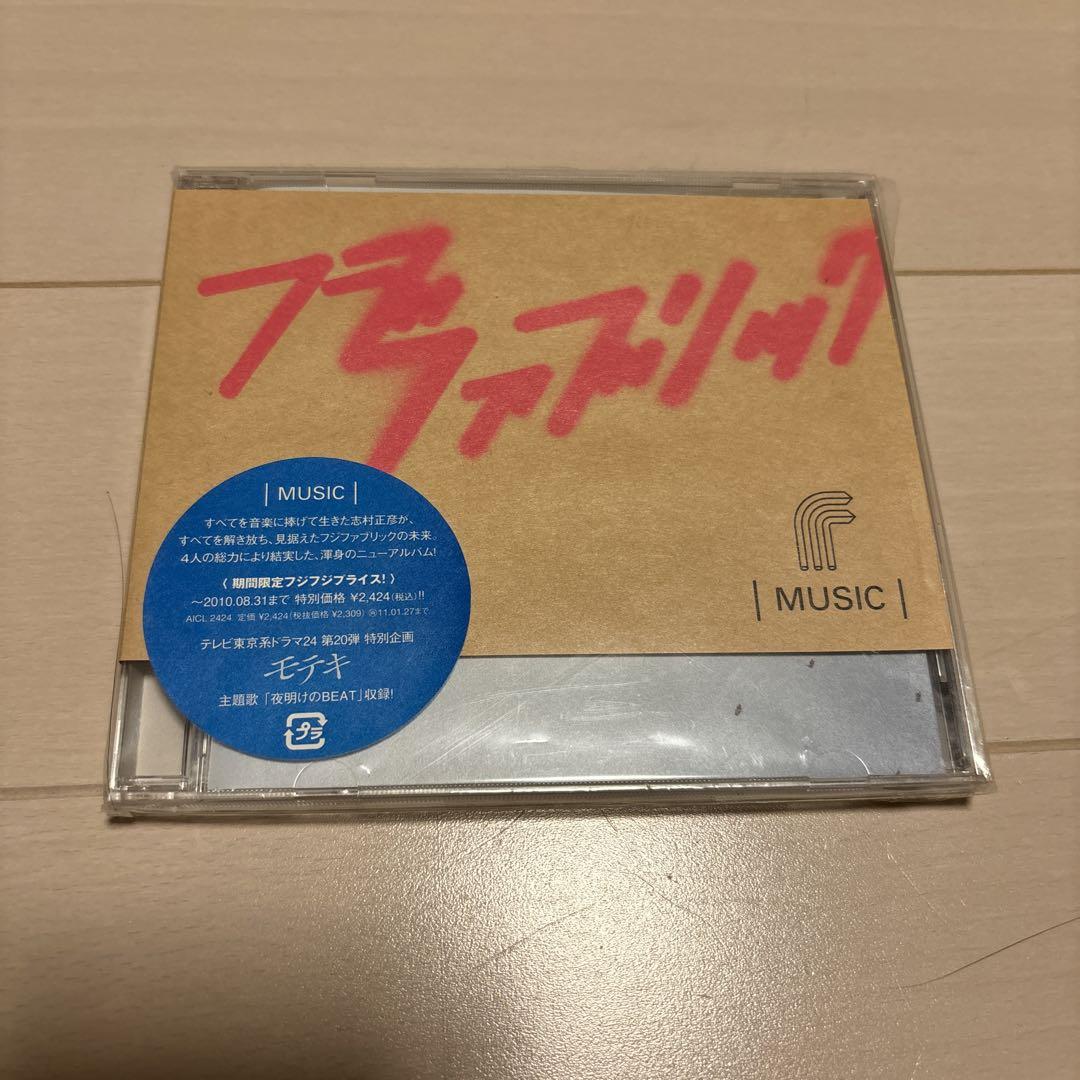 フジファブリック
| MUSIC |
| MUSIC |
すべてを音楽に捧げて生きた志村正彦が、
すべてを解き放ち、見据えたフジファブリックの未来。
4人の総力により結実した、渾身のニューアルバム!
〈 期間限定フジフジプライス! 〉
〜2010.08.31まで 特別価格 ¥2,424(税込)!!
AICL 2424 定価 ¥2,424(税抜価格 ¥2,309) 11.01.27まで
テレビ東京系ドラマ24 第20弾 特別企画
モテキ
主題歌「夜明けのBEAT」収録!
プラ